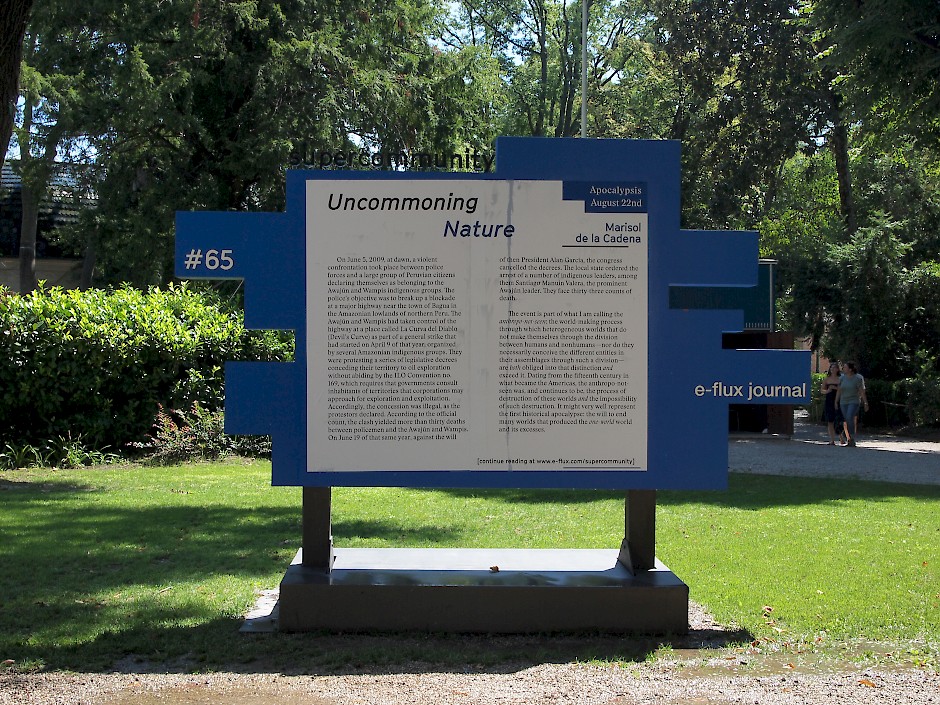 supercommunity
Uncommoning
Nature
Apocalypsis
August 22nd
Marisol
de la Cadena
#65
e-flux journal
On June 5, 2009, at dawn, a violent
confrontation took place between police
forces and a large group of Peruvian citizens
declaring themselves as belonging to the
Awajún and Wampis indigenous groups. The
police's objective was to break up a blockade
at a major highway near the town of Bagua in
the Amazonian lowlands of northern Peru. The
Awajún and Wampis had taken control of the
highway at a place called La Curva del Diablo
(Devil's Curve) as part of a general strike that
had started on April 9 of that year, organized
by several Amazonian indigenous groups. They
were protesting a series of legislative decrees
conceding their territory to oil exploration
without abiding by the ILO Convention no.
169, which requires that governments consult
inhabitants of territories that corporations may
approach for exploration and exploitation.
Accordingly, the concession was illegal, as the
protestors declared. According to the official
count, the clash yielded more than thirty deaths
between policemen and the Awajún and Wampis.
On June 19 of that same year, against the will
of then President Alan García, the congress
cancelled the decrees. The local state ordered the
arrest of a number of indigenous leaders, among
them Santiago Manuin Valera, the prominent
Awajún leader. They face thirty-three counts of
death.
The event is part of what I am calling the
anthropo-not-seen: the world-making process
through which heterogeneous worlds that do
not make themselves through the division
between humans and nonhumans—nor do they
necessarily conceive the different entities in
their assemblages through such a division—
are both obliged into that distinction and
exceed it. Dating from the fifteenth century in
what became the Americas, the anthropo-not-
seen was, and continues to be, the process of
destruction of these worlds and the impossibility
of such destruction. It might very well represent
the first historical apocalypse: the will to end
many worlds that produced the one-world world
and its excesses.
[continue reading at www.e-flux.com/supercommunity]